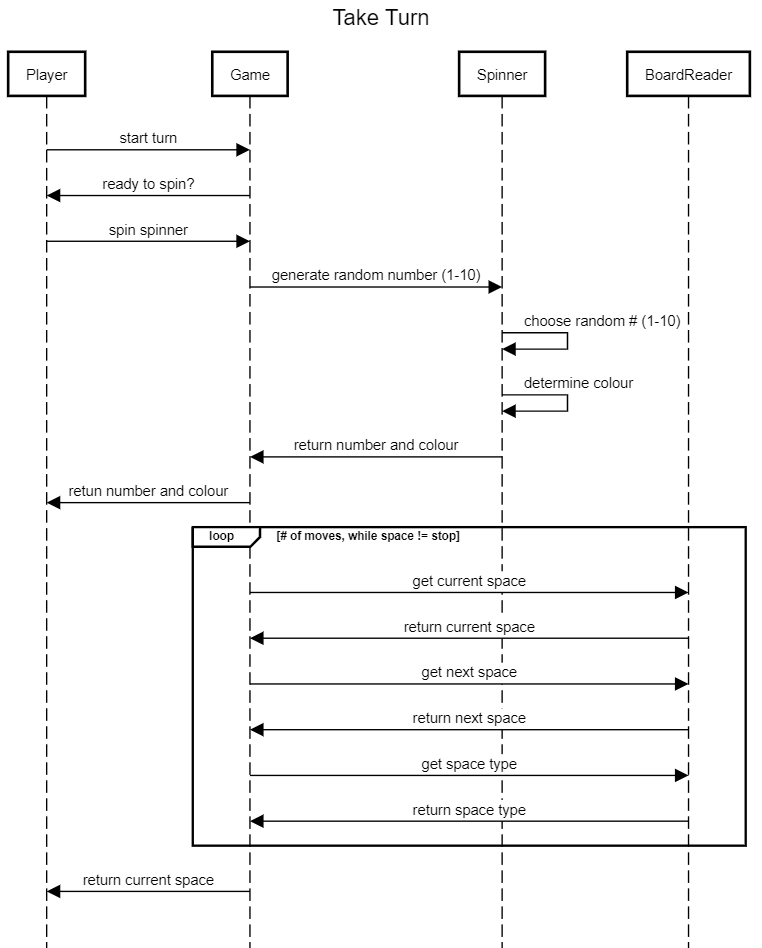 Take Turn
Player
Game
Spinner
BoardReader
start turn
ready to spin?
spin spinner
generate random number (1-10)
choose random # (1-10)
determine colour
return number and colour
retun number and colour
loop
[# of moves, while space != stop]
get current space
return current space
get next space
return next space
get space type
return space type
return current space